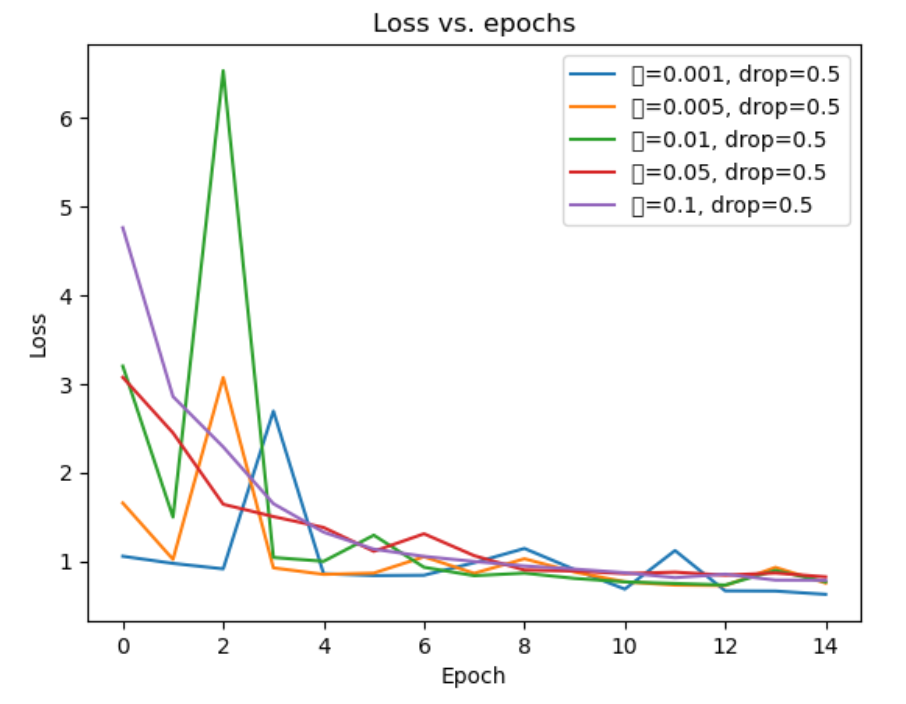 Loss vs. epochs
Loss
6
5
4
3
2
1
0 2 4 6 8 10 12 14
Epoch
▯=0.001, drop=0.5
▯=0.005, drop=0.5
▯=0.01, drop=0.5
▯=0.05, drop=0.5
▯=0.1, drop=0.5